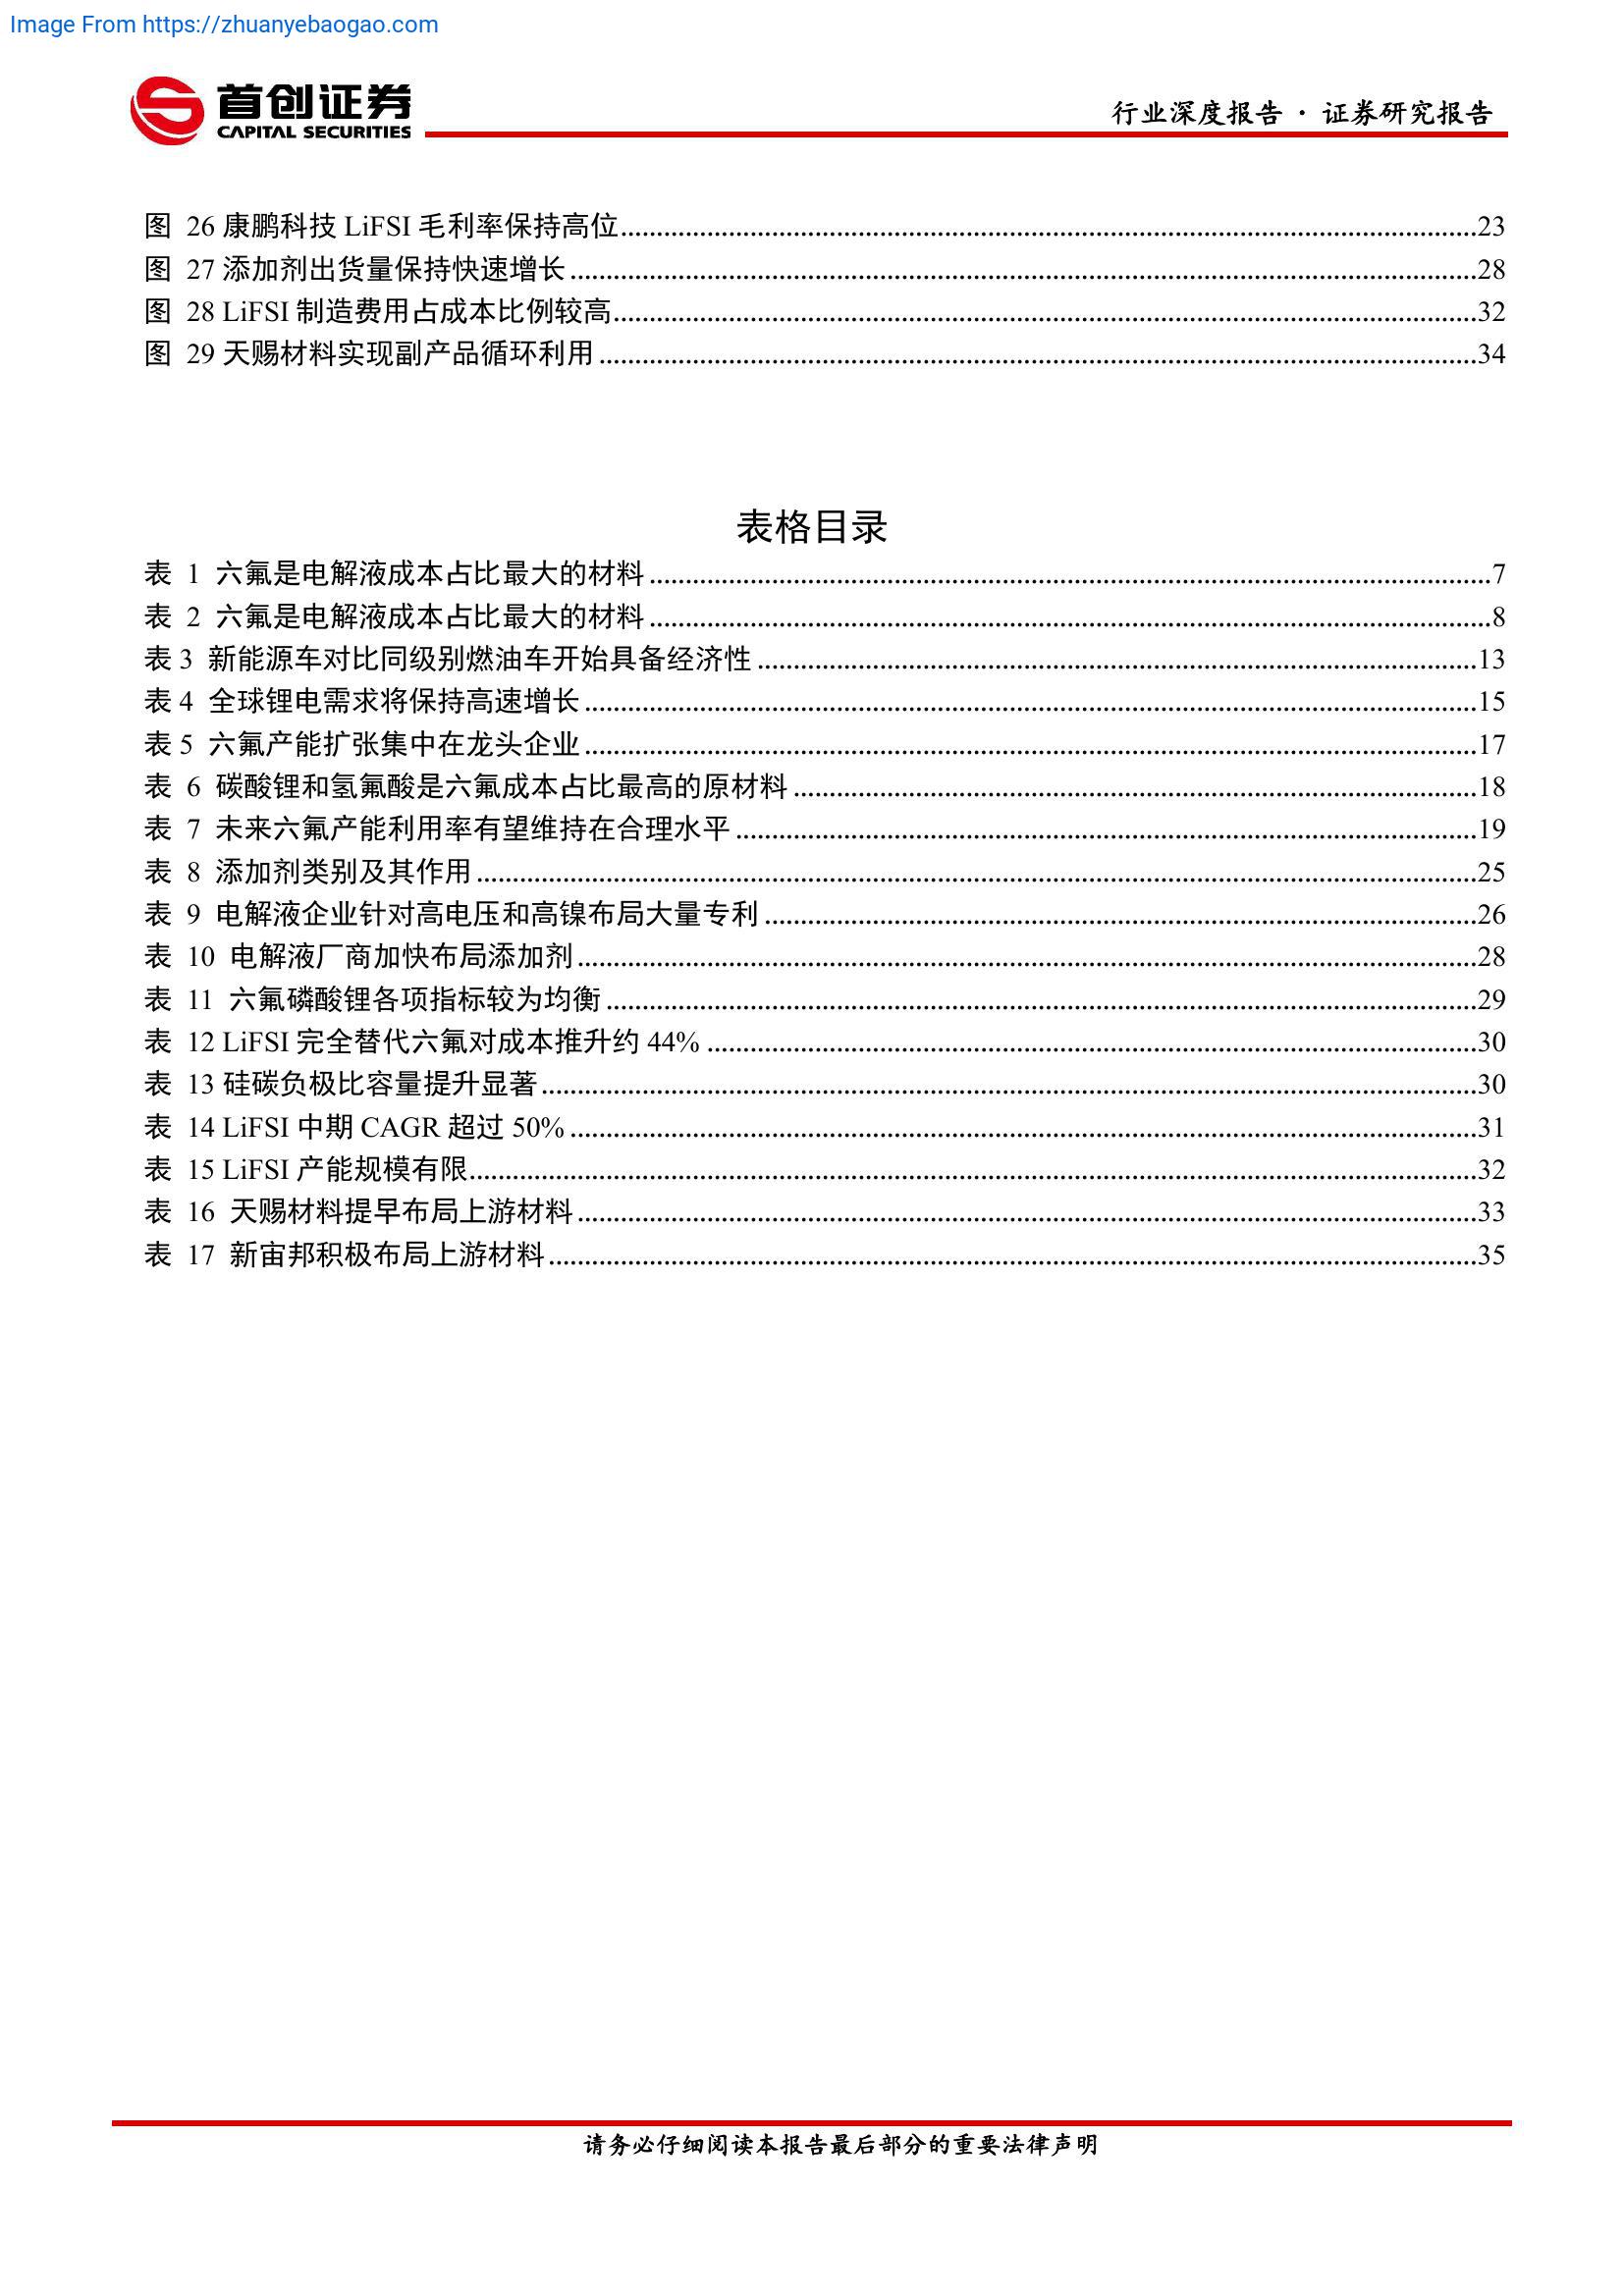 Image From https://zhuanyebaogao.com
首创证券
CAPITAL SECURITIES
行业深度报告 · 证券研究报告
图 26 康鹏科技 LiFSI 毛利率保持高位 23
图 27 添加剂出货量保持快速增长 28
图 28 LiFSI 制造费用占成本比例较高 32
图 29 天赐材料实现副产品循环利用 34
表格目录
表 1 六氟是电解液成本占比最大的材料 7
表 2 六氟是电解液成本占比最大的材料 8
表 3 新能源车对比同级别燃油车开始具备经济性 13
表 4 全球锂电需求将保持高速增长 15
表 5 六氟产能扩张集中在龙头企业 17
表 6 碳酸锂和氢氟酸是六氟成本占比最高的原材料 18
表 7 未来六氟产能利用率有望维持在合理水平 19
表 8 添加剂类别及其作用 25
表 9 电解液企业针对高电压和高镍布局大量专利 26
表 10 电解液厂商加快布局添加剂 28
表 11 六氟磷酸锂各项指标较为均衡 29
表 12 LiFSI 完全替代六氟对成本推升约 44% 30
表 13 硅碳负极比容量提升显著 30
表 14 LiFSI 中期 CAGR 超过 50% 31
表 15 LiFSI 产能规模有限 32
表 16 天赐材料提早布局上游材料 33
表 17 新宙邦积极布局上游材料 35
请务必仔细阅读本报告最后部分的重要法律声明